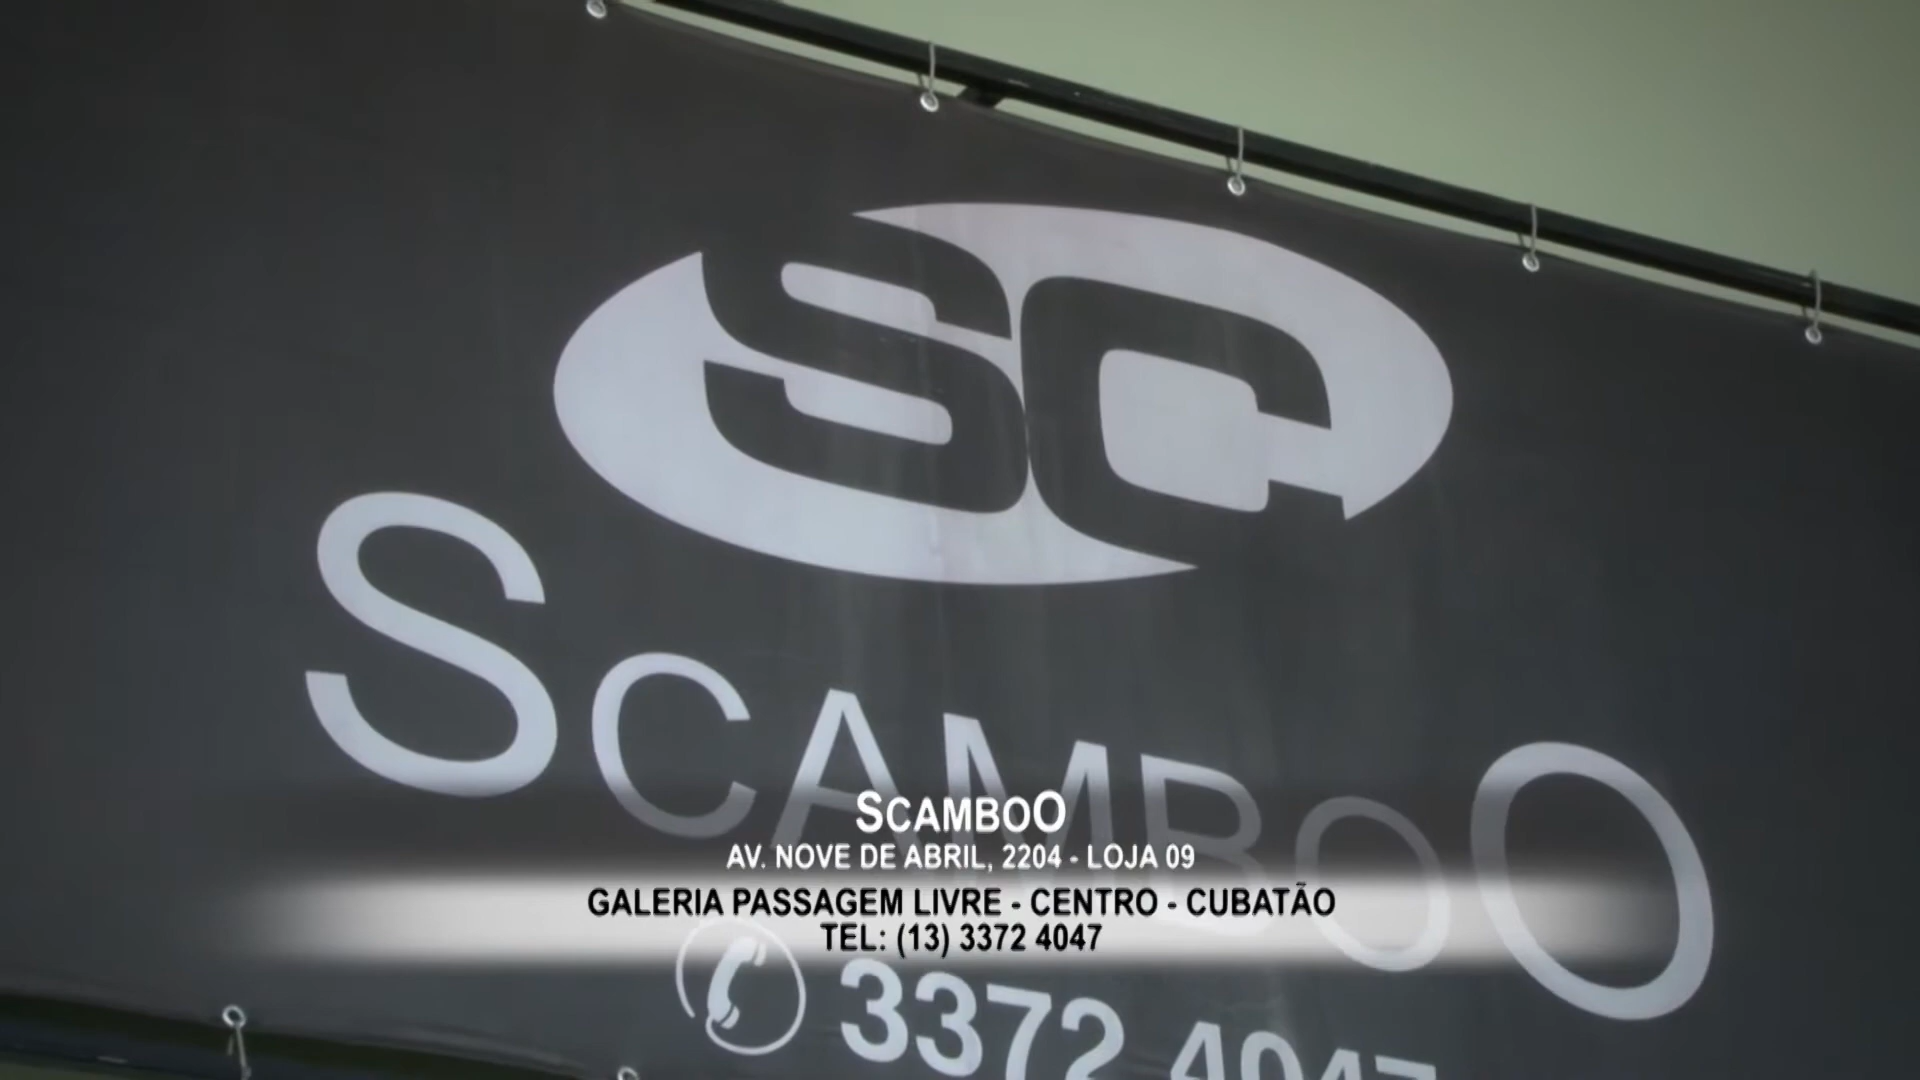 SC
SCAMBOO
SCAMBOO
AV. NOVE DE ABRIL, 2204 - LOJA 09
GALERIA PASSAGEM LIVRE - CENTRO - CUBATÃO
TEL: (13) 3372 4047
3372 4047